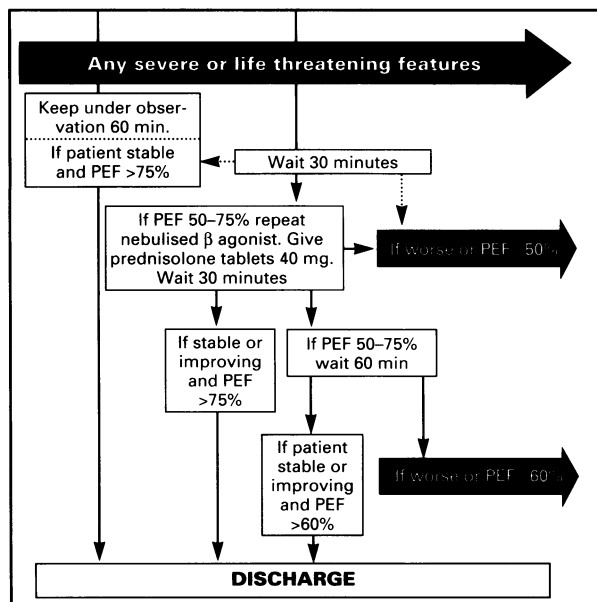 Any severe or life threatening features
Keep under obser-
vation 60 min.
If patient stable
and PEF >75%
Wait 30 minutes
If PEF 50–75% repeat
nebulised β agonist. Give
prednisolone tablets 40 mg.
Wait 30 minutes
If worse or PEF 50%
If stable or
improving
and PEF
>75%
If PEF 50–75%
wait 60 min
If patient
stable or
improving
and PEF
>60%
If worse or PEF 60%
DISCHARGE